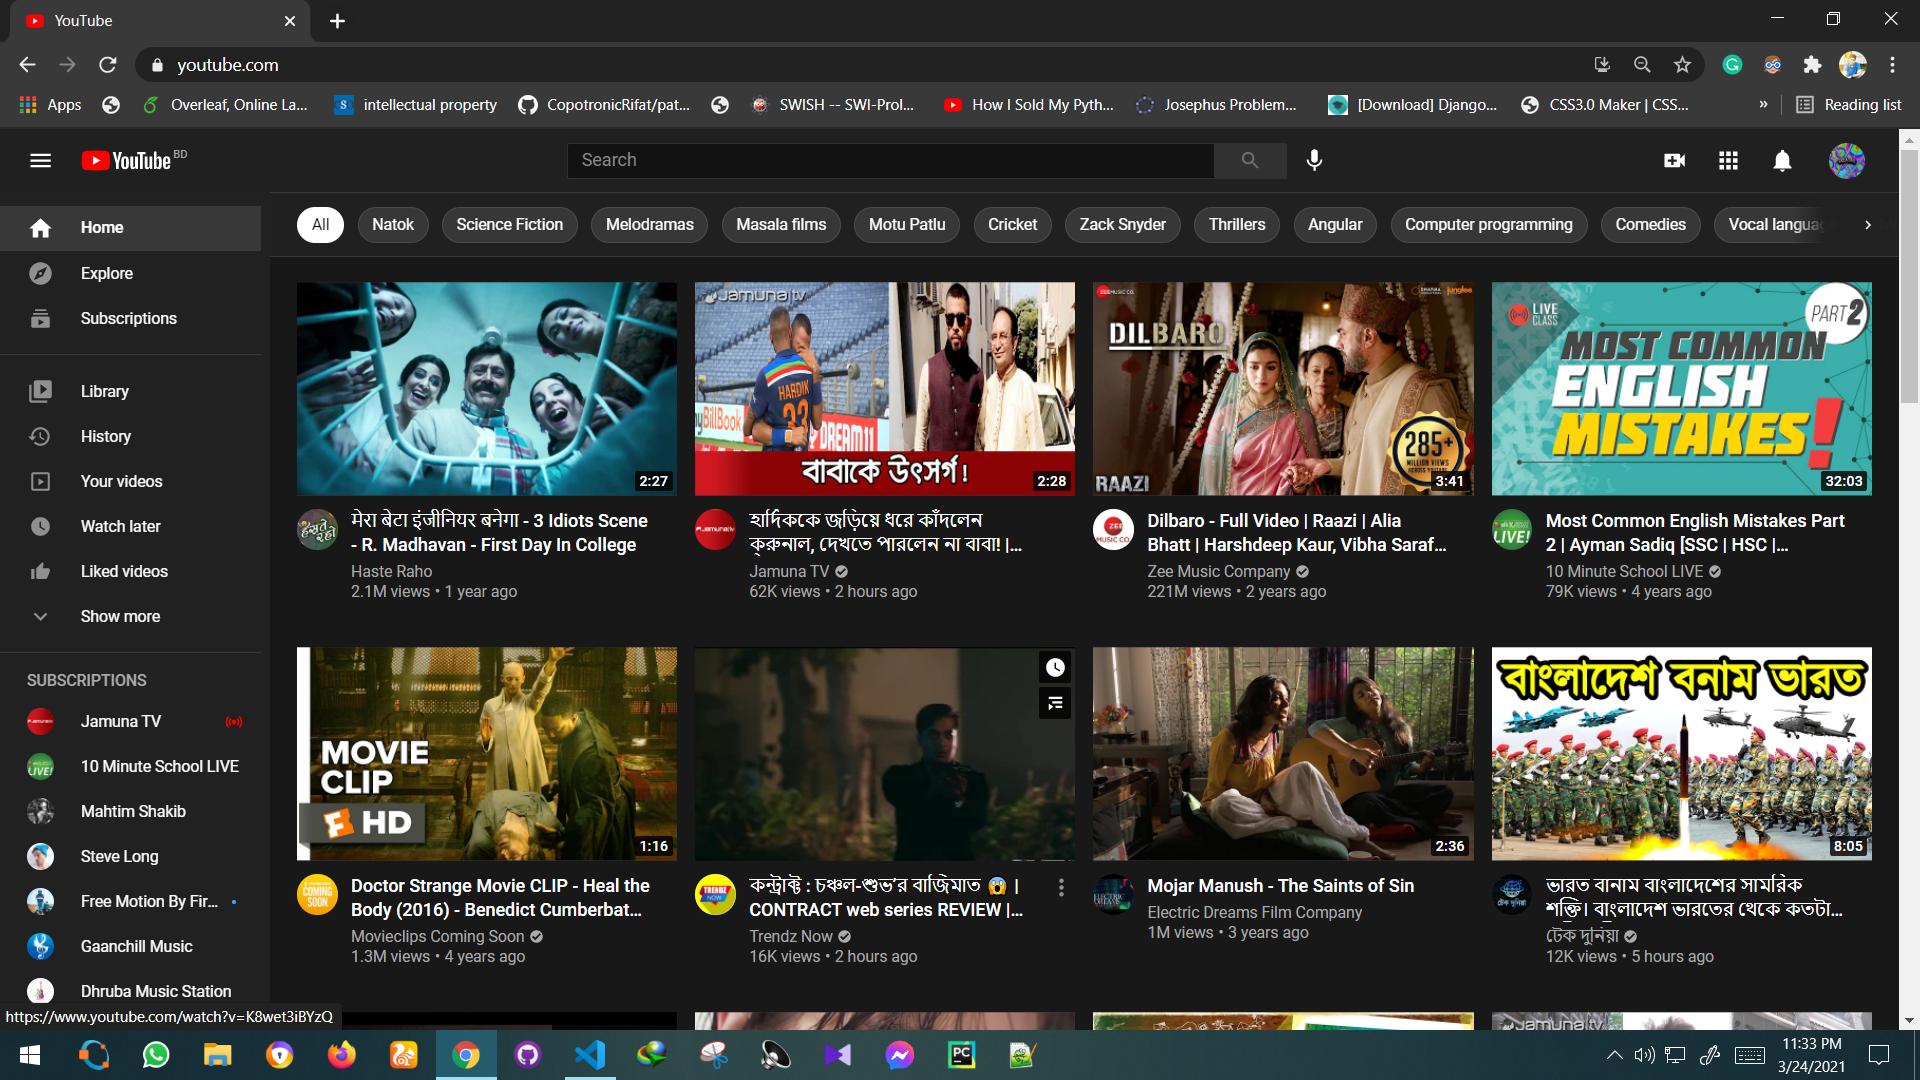 YouTube
youtube.com
Apps
Overleaf, Online La...
intellectual property
CopotronicRifat/pat...
SWISH -- SWI-Prol...
How I Sold My Pyth...
Josephus Problem...
[Download] Django...
CSS3.0 Maker | CSS...
»
Reading list
YouTube BD
Search
Home
Explore
Subscriptions
Library
History
Your videos
Watch later
Liked videos
Show more
SUBSCRIPTIONS
Jamuna TV
10 Minute School LIVE
Mahtim Shakib
Steve Long
Free Motion By Fir...
Gaanchill Music
Dhruba Music Station
All
Natok
Science Fiction
Melodramas
Masala films
Motu Patlu
Cricket
Zack Snyder
Thrillers
Angular
Computer programming
Comedies
Vocal langua
2:27
मेरा बेटा इंजीनियर बनेगा - 3 Idiots Scene
- R. Madhavan - First Day In College
Haste Raho
2.1M views • 1 year ago
Jamuna tv
HARDIK
33
yBillBook
DREAM11
বাবাকে উৎসর্গ!
2:28
হার্দিককে জড়িয়ে ধরে কাঁদলেন
ক্রুনাল, দেখতে পারলেন না বাবা! |...
Jamuna TV
62K views • 2 hours ago
ZEE MUSIC CO.
DILBARO
285+
MILLION VIEWS
RAAZI
3:41
Dilbaro - Full Video | Raazi | Alia
Bhatt | Harshdeep Kaur, Vibha Saraf...
Zee Music Company
221M views • 2 years ago
LIVE
CLASS
PART 2
MOST COMMON
ENGLISH
MISTAKES!
32:03
Most Common English Mistakes Part
2 | Ayman Sadiq [SSC | HSC |...
10 Minute School LIVE
79K views • 4 years ago
MOVIE
CLIP
F HD
1:16
Doctor Strange Movie CLIP - Heal the
Body (2016) - Benedict Cumberbat...
Movieclips Coming Soon
1.3M views • 4 years ago
কন্ট্রাক্ট : চঞ্চল-শুভ’র বাজিমাত 😱 |
CONTRACT web series REVIEW |...
Trendz Now
16K views • 2 hours ago
2:36
Mojar Manush - The Saints of Sin
Electric Dreams Film Company
1M views • 3 years ago
বাংলাদেশ বনাম ভারত
8:05
ভারত বানাম বাংলাদেশের সামরিক
শক্তি। বাংলাদেশ ভারতের থেকে কতটা...
টেক দুনিয়া
12K views • 5 hours ago
Jamuna tv
https://www.youtube.com/watch?v=K8wet3iBYzQ
11:33 PM
3/24/2021